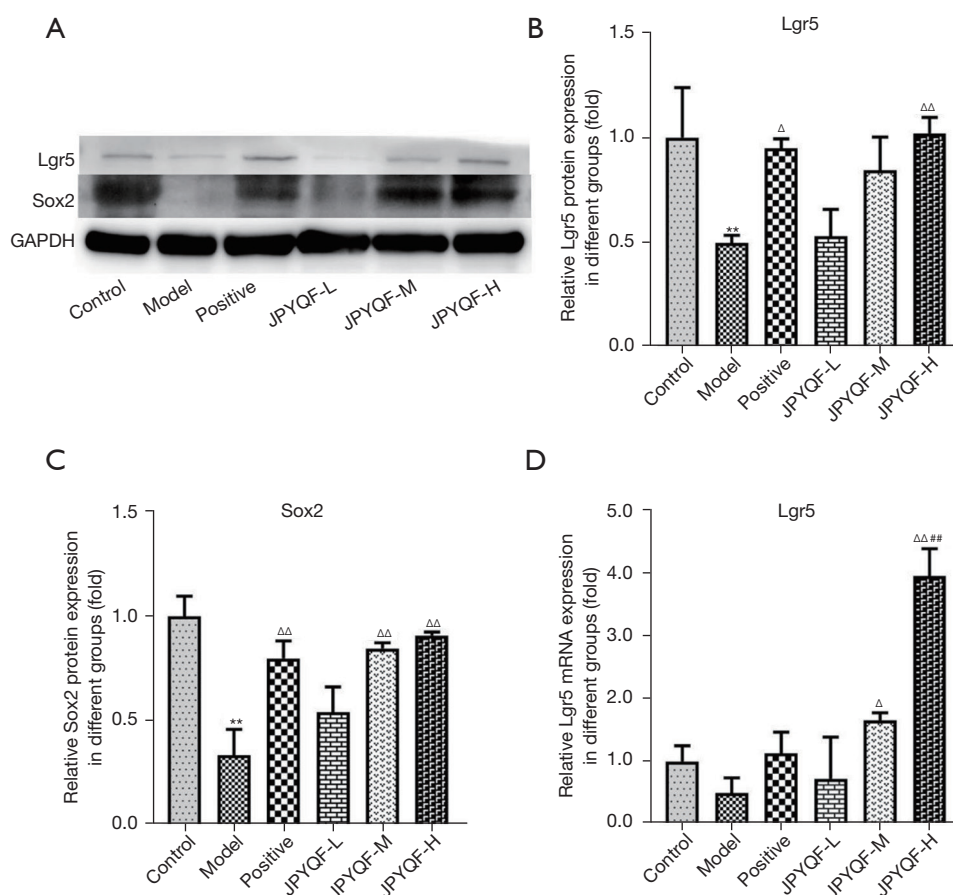 A
Lgr5
Sox2
GAPDH
Control
Model
Positive
JPYQF-L
JPYQF-M
JPYQF-H
B
Lgr5
Relative Lgr5 protein expression
in different groups (fold)
1.5
1.0
0.5
0.0
**
Δ
ΔΔ
Control
Model
Positive
JPYQF-L
JPYQF-M
JPYQF-H
C
Sox2
Relative Sox2 protein expression
in different groups (fold)
1.5
1.0
0.5
0.0
**
ΔΔ
ΔΔ
ΔΔ
Control
Model
Positive
JPYQF-L
IPYQF-M
JPYQF-H
D
Lgr5
Relative Lgr5 mRNA expression
in different groups (fold)
5.0
4.0
3.0
2.0
1.0
0.0
Δ
ΔΔ ##
Control
Model
Positive
JPYQF-L
JPYQF-M
JPYQF-H